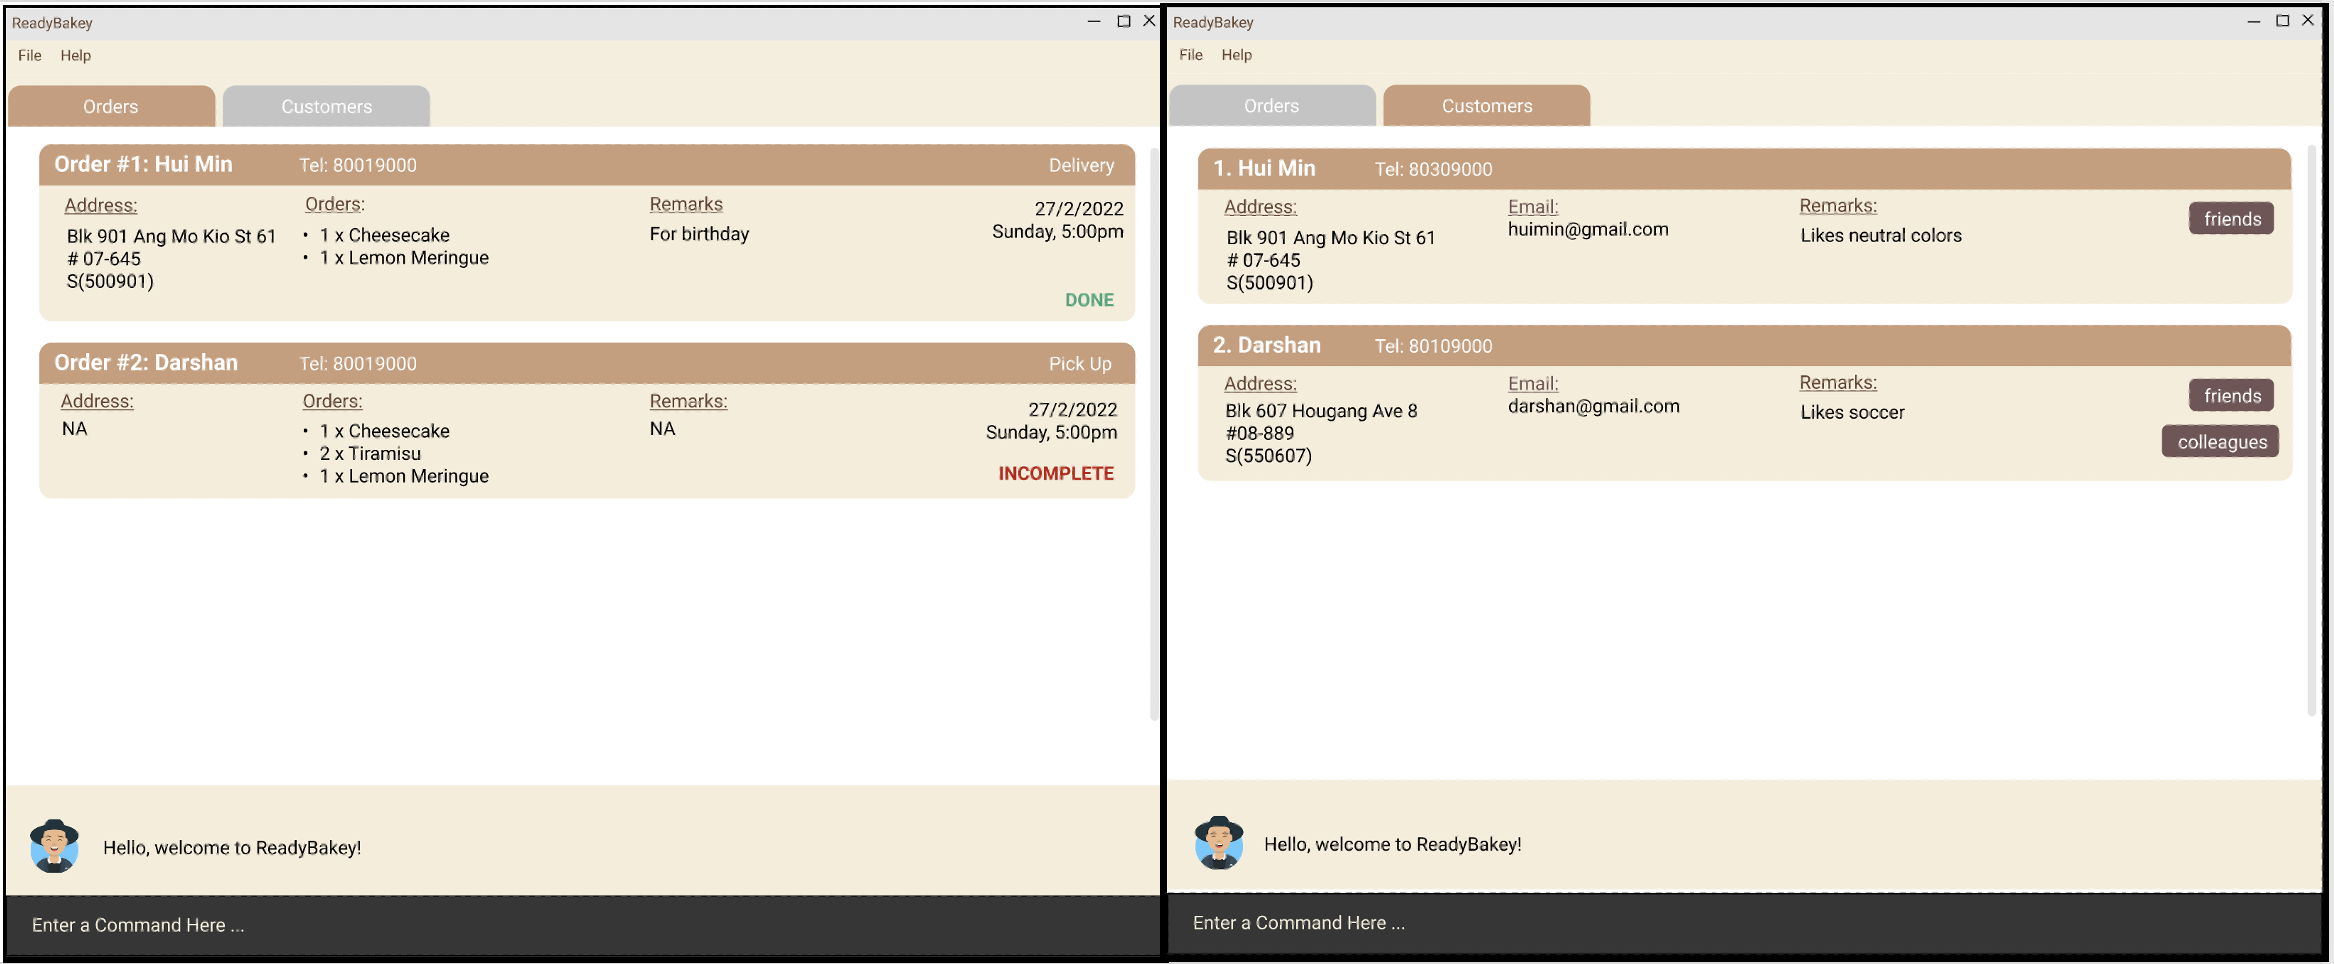 ReadyBakey
File Help
Orders Customers
Order #1: Hui Min Tel: 80019000 Delivery
Address:
Blk 901 Ang Mo Kio St 61
# 07-645
S(500901)
Orders:
• 1 x Cheesecake
• 1 x Lemon Meringue
Remarks
For birthday
27/2/2022
Sunday, 5:00pm
DONE
Order #2: Darshan Tel: 80019000 Pick Up
Address:
NA
Orders:
• 1 x Cheesecake
• 2 x Tiramisu
• 1 x Lemon Meringue
Remarks:
NA
27/2/2022
Sunday, 5:00pm
INCOMPLETE
Hello, welcome to ReadyBakey!
Enter a Command Here ...
ReadyBakey
File Help
Orders Customers
1. Hui Min Tel: 80309000
Address:
Blk 901 Ang Mo Kio St 61
# 07-645
S(500901)
Email:
huimin@gmail.com
Remarks:
Likes neutral colors
friends
2. Darshan Tel: 80109000
Address:
Blk 607 Hougang Ave 8
#08-889
S(550607)
Email:
darshan@gmail.com
Remarks:
Likes soccer
friends
colleagues
Hello, welcome to ReadyBakey!
Enter a Command Here ...